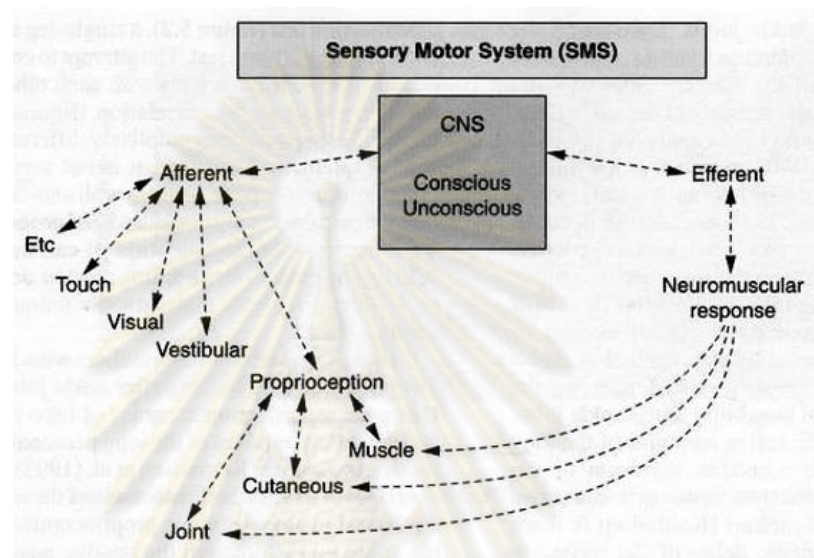 Sensory Motor System (SMS)
CNS
Conscious
Unconscious
Afferent
Efferent
Etc
Touch
Visual
Vestibular
Neuromuscular
response
Proprioception
Muscle
Cutaneous
Joint